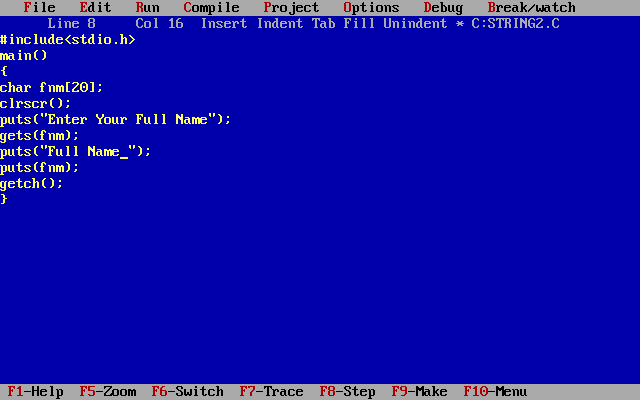 File Edit Run Compile Project Options Debug Break/watch
Line 8 Col 16 Insert Indent Tab Fill Unindent * C:STRING2.C
#include<stdio.h>
main()
{
char fnm[20];
clrscr();
puts("Enter Your Full Name");
gets(fnm);
puts("Full Name_");
puts(fnm);
getch();
}
F1-Help F5-Zoom F6-Switch F7-Trace F8-Step F9-Make F10-Menu